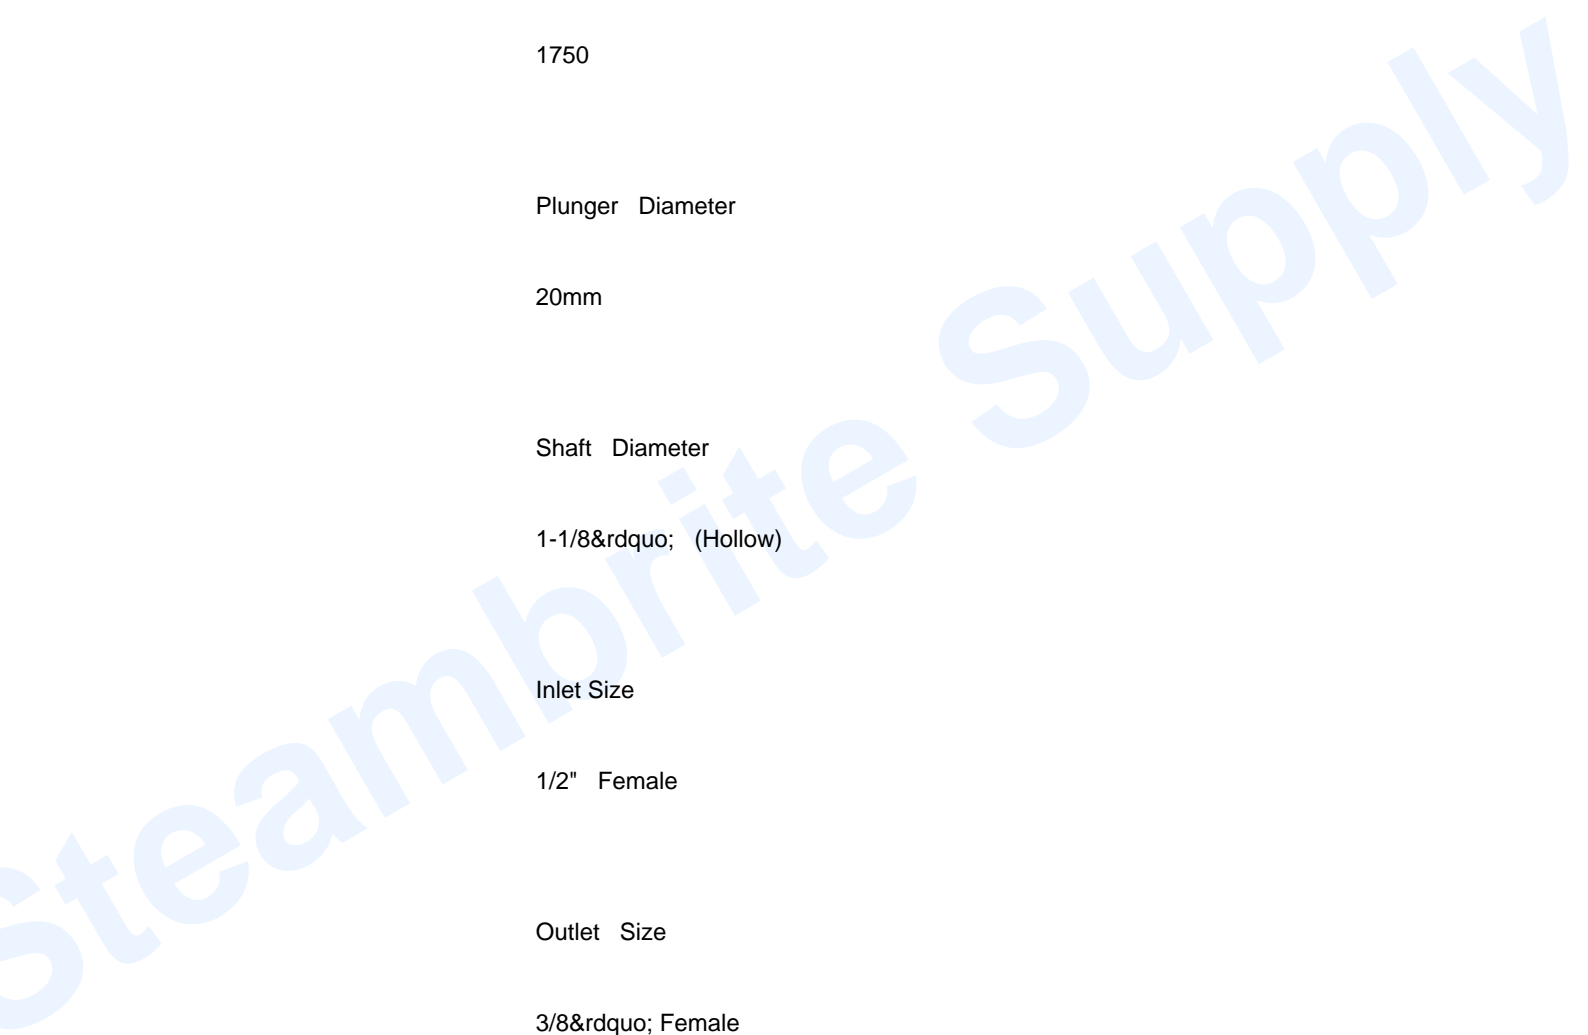 1750
Plunger Diameter
20mm
Shaft Diameter
1-1/8&rdquo; (Hollow)
Inlet Size
1/2" Female
Outlet Size
3/8&rdquo; Female
Steambrite Supply